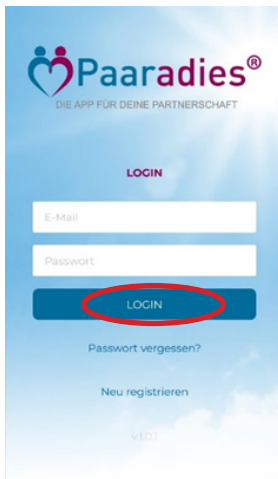 Paaradies®
DIE APP FÜR DEINE PARTNERSCHAFT
LOGIN
E-Mail
Passwort
LOGIN
Passwort vergessen?
Neu registrieren